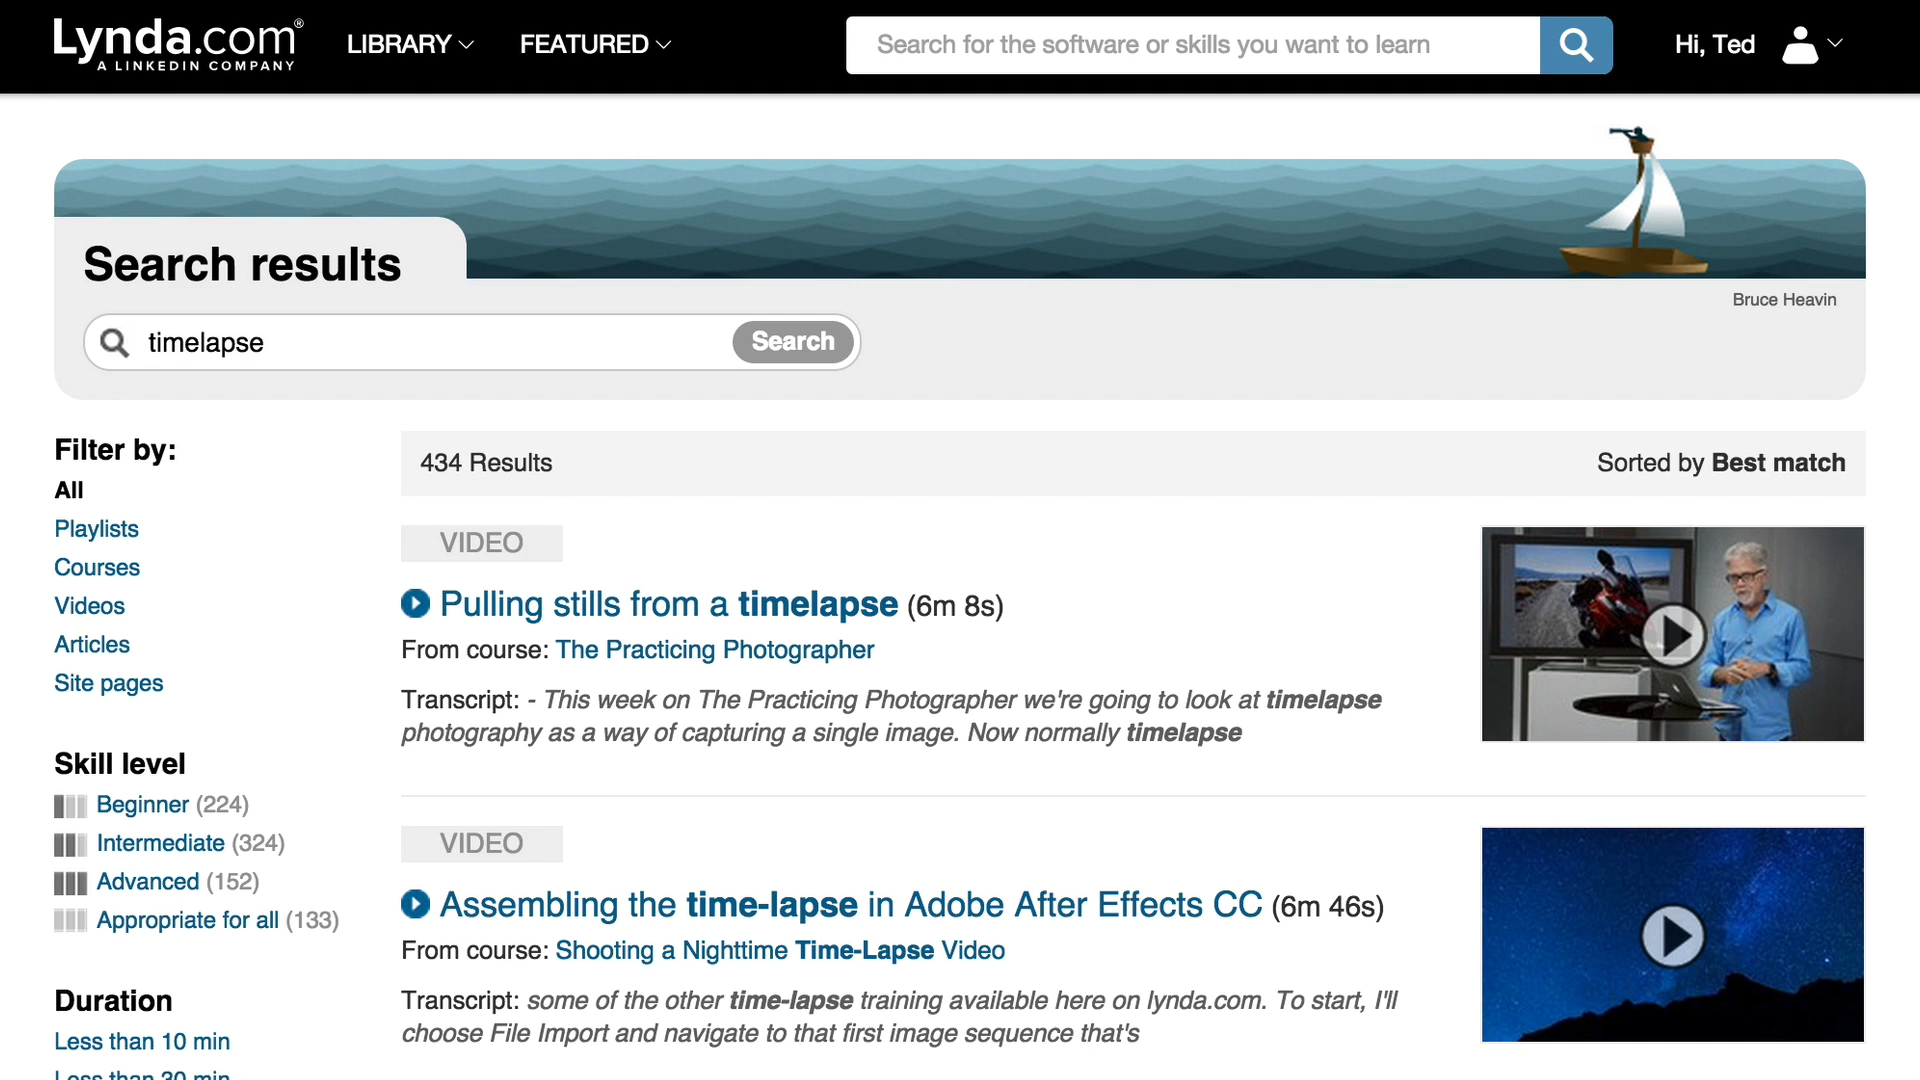 Lynda.com®
A LINKEDIN COMPANY
LIBRARY
FEATURED
Search for the software or skills you want to learn
Hi, Ted
Search results
Bruce Heavin
timelapse
Search
Filter by:
All
Playlists
Courses
Videos
Articles
Site pages
Skill level
Beginner (224)
Intermediate (324)
Advanced (152)
Appropriate for all (133)
Duration
Less than 10 min
Less than 30 min
434 Results
Sorted by Best match
VIDEO
Pulling stills from a timelapse (6m 8s)
From course: The Practicing Photographer
Transcript: - This week on The Practicing Photographer we're going to look at timelapse
photography as a way of capturing a single image. Now normally timelapse
VIDEO
Assembling the time-lapse in Adobe After Effects CC (6m 46s)
From course: Shooting a Nighttime Time-Lapse Video
Transcript: some of the other time-lapse training available here on lynda.com. To start, I'll
choose File Import and navigate to that first image sequence that's